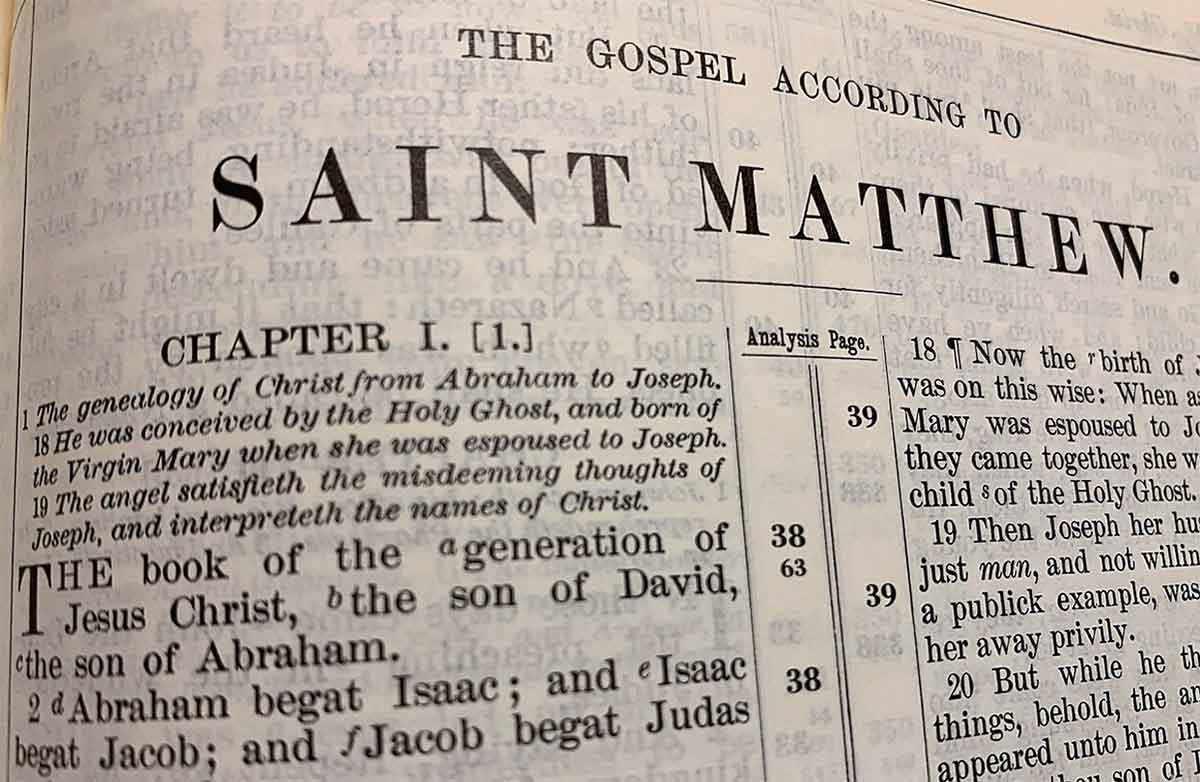 THE GOSPEL ACCORDING TO
SAINT MATTHEW.
CHAPTER I. [1.]
1 The genealogy of Christ from Abraham to Joseph.
18 He was conceived by the Holy Ghost, and born of
the Virgin Mary when she was espoused to Joseph.
19 The angel satisfieth the misdeeming thoughts of
Joseph, and interpreteth the names of Christ.
THE book of the a generation of
Jesus Christ, b the son of David,
c the son of Abraham.
2 d Abraham begat Isaac; and e Isaac
begat Jacob; and f Jacob begat Judas
Analysis Page.
39
38
63
39
38
18 ¶ Now the r birth of
was on this wise: When
Mary was espoused to
they came together, she
child s of the Holy Ghost.
19 Then Joseph her
just man, and not
a publick example, was
her away privily.
20 But while he
things, behold, the
appeared unto him in
son of